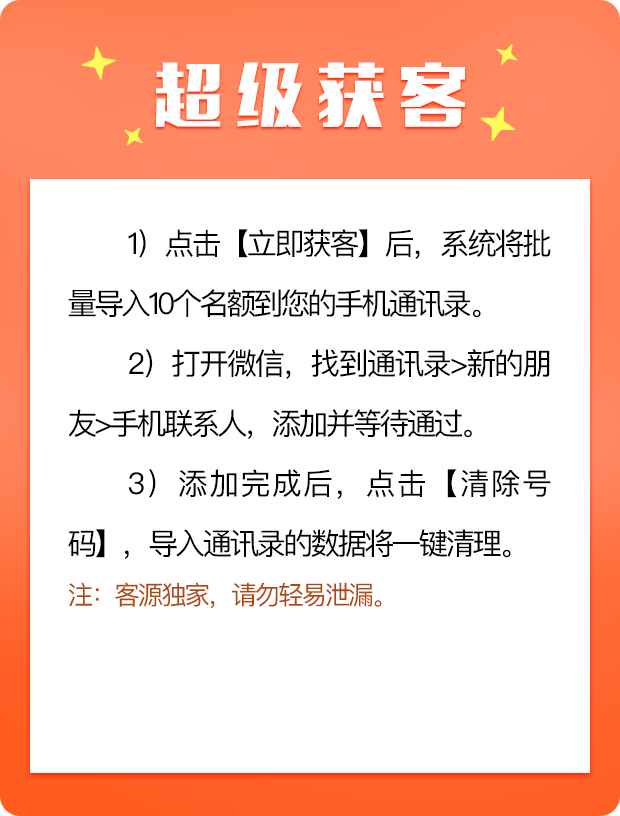 超级获客
1）点击【立即获客】后，系统将批
量导入10个名额到您的手机通讯录。
2）打开微信，找到通讯录>新的朋
友>手机联系人，添加并等待通过。
3）添加完成后，点击【清除号
码】，导入通讯录的数据将一键清理。
注：客源独家，请勿轻易泄漏。